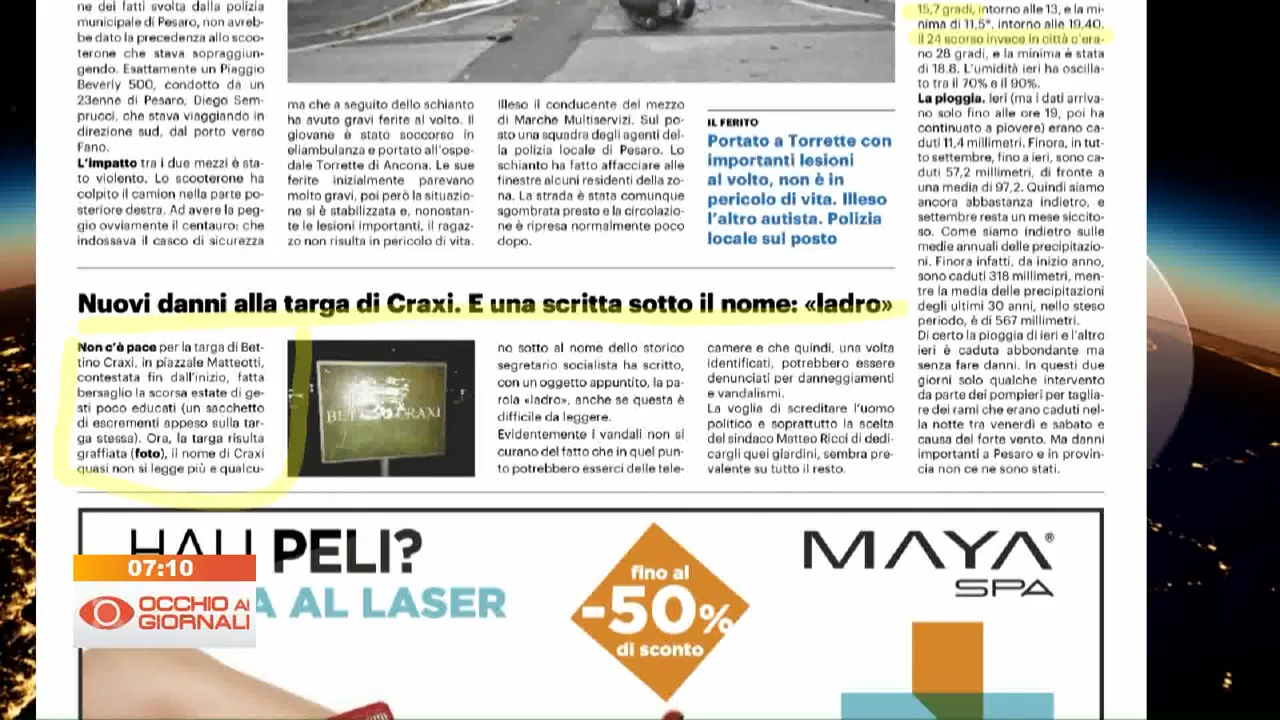 ne dei fatti svolta dalla polizia
municipale di Pesaro, non avreb-
be dato la precedenza allo scoo-
terone che stava sopraggiun-
gendo. Esattamente un Piaggio
Beverly 500, condotto da un
23enne di Pesaro, Diego Sem-
prucci, che stava viaggiando in
direzione sud, dal porto verso
Fano.
L'impatto tra i due mezzi è sta-
to violento. Lo scooterone ha
colpito il camion nella parte po-
steriore destra. Ad avere la peg-
gio ovviamente il centauro: che
indossava il casco di sicurezza
ma che a seguito dello schianto
ha avuto gravi ferite al volto. Il
giovane è stato soccorso in
eliambulanza e portato all'ospe-
dale Torrette di Ancona. Le sue
ferite inizialmente parevano
molto gravi, poi però la situazio-
ne si è stabilizzata e, nonostan-
te le lesioni importanti, il ragaz-
zo non risulta in pericolo di vita.
Illeso il conducente del mezzo
di Marche Multiservizi. Sul po-
sto una squadra degli agenti del-
la polizia locale di Pesaro. Lo
schianto ha fatto affacciare alle
finestre alcuni residenti della zo-
na. La strada è stata comunque
sgombrata presto e la circolazio-
ne è ripresa normalmente poco
dopo.
IL FERITO
Portato a Torrette con
importanti lesioni
al volto, non è in
pericolo di vita. Illeso
l'altro autista. Polizia
locale sul posto
15,7 gradi, intorno alle 13, e la mi-
nima di 11,5°, intorno alle 19,40.
Il 24 scorso invece in città c'era-
no 28 gradi, e la minima è stata
di 18.8. L'umidità ieri ha oscilla-
to tra il 70% e il 90%.
La pioggia. Ieri (ma i dati arriva-
no solo fino alle ore 19, poi ha
continuato a piovere) erano ca-
duti 11,4 millimetri. Finora, in tut-
to settembre, fino a ieri, sono ca-
duti 57,2 millimetri, di fronte a
una media di 97,2. Quindi siamo
ancora abbastanza indietro, e
settembre resta un mese siccito-
so. Come siamo indietro sulle
medie annuali delle precipitazio-
ni. Finora infatti, da inizio anno,
sono caduti 318 millimetri, men-
tre la media delle precipitazioni
degli ultimi 30 anni, nello steso
periodo, è di 567 millimetri.
Di certo la pioggia di ieri e l'altro
ieri è caduta abbondante ma
senza fare danni. In questi due
giorni solo qualche intervento
da parte dei pompieri per taglia-
re dei rami che erano caduti nel-
la notte tra venerdì e sabato e
causa del forte vento. Ma danni
importanti a Pesaro e in provin-
cia non ce ne sono stati.
Nuovi danni alla targa di Craxi. E una scritta sotto il nome: «ladro»
Non c'è pace per la targa di Bet-
tino Craxi, in piazzale Matteotti,
contestata fin dall'inizio, fatta
bersaglio la scorsa estate di ge-
sti poco educati (un sacchetto
di escrementi appeso sulla tar-
ga stessa). Ora, la targa risulta
graffiata (foto), il nome di Craxi
quasi non si legge più e qualcu-
no sotto al nome dello storico
segretario socialista ha scritto,
con un oggetto appuntito, la pa-
rola «ladro», anche se questa è
difficile da leggere.
Evidentemente i vandali non si
curano del fatto che in quel pun-
to potrebbero esserci delle tele-
camere e che quindi, una volta
identificati, potrebbero essere
denunciati per danneggiamenti
e vandalismi.
La voglia di screditare l'uomo
politico e soprattutto la scelta
del sindaco Matteo Ricci di dedi-
cargli quei giardini, sembra pre-
valente su tutto il resto.
PELI?
AL LASER
fino al
-50%
di sconto
MAYA®
SPA
07:10
OCCHIO AI
GIORNALI